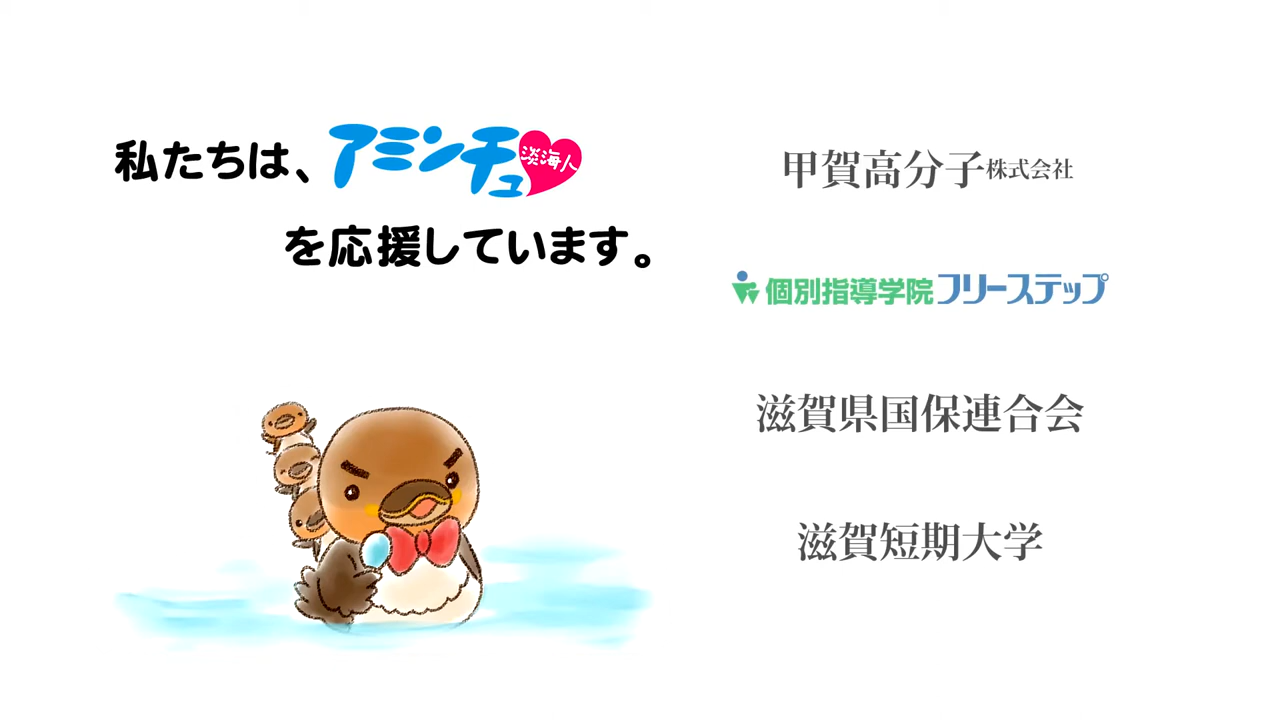 私たちは、アミンチュ淡海人
を応援しています。
甲賀高分子株式会社
個別指導学院フリーステップ
滋賀県国保連合会
滋賀短期大学